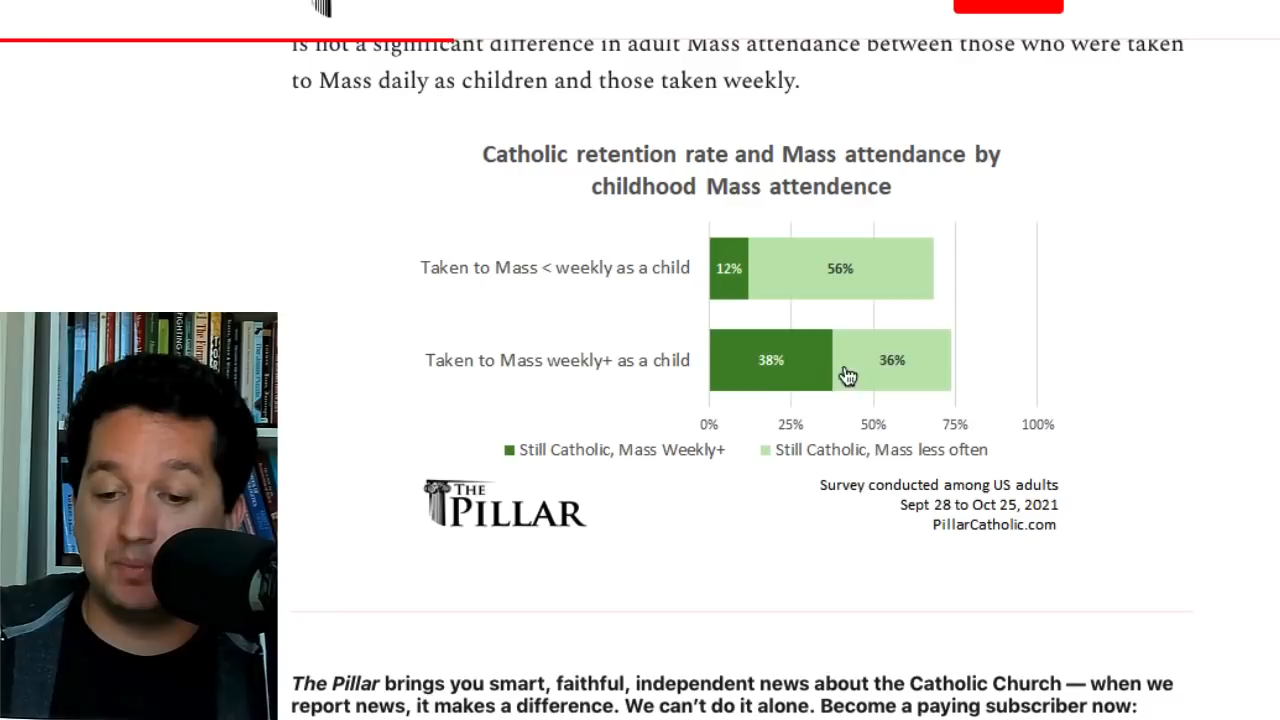 is not a significant difference in adult Mass attendance between those who were taken
to Mass daily as children and those taken weekly.
Catholic retention rate and Mass attendance by
childhood Mass attendence
Taken to Mass < weekly as a child
12%
56%
Taken to Mass weekly+ as a child
38%
36%
0%
25%
50%
75%
100%
Still Catholic, Mass Weekly+
Still Catholic, Mass less often
THE
PILLAR
Survey conducted among US adults
Sept 28 to Oct 25, 2021
PillarCatholic.com
FIGHTING
The Pillar brings you smart, faithful, independent news about the Catholic Church — when we
report news, it makes a difference. We can't do it alone. Become a paying subscriber now: